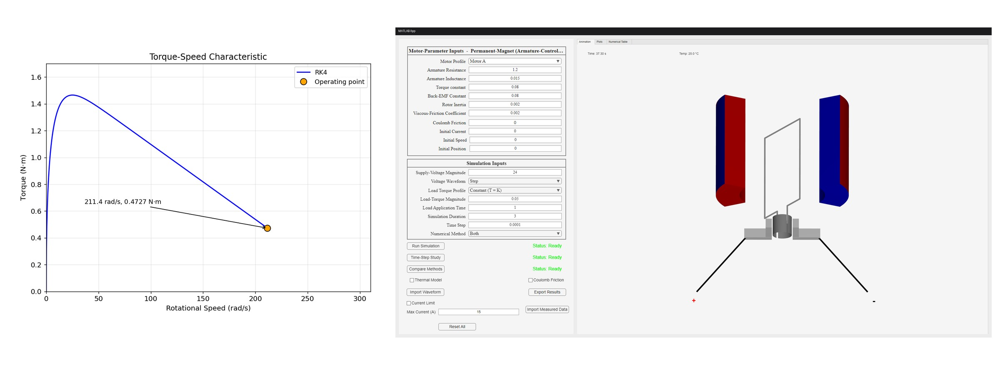 Torque-Speed Characteristic
RK4
Operating point
1.6
1.4
1.2
1.0
0.8
0.6
0.4
0.2
0.0
Torque (N·m)
211.4 rad/s, 0.4727 N·m
0 50 100 150 200 250 300
Rotational Speed (rad/s)
MATLAB App
Motor-Parameter Inputs - Permanent-Magnet (Armature-Control...
Motor Profile Motor A
Armature Resistance 1.2
Armature Inductance 0.015
Torque constant 0.08
Back-EMF Constant 0.08
Rotor Inertia 0.002
Viscous-Friction Coefficient 0.002
Coulomb Friction 0
Initial Current 0
Initial Speed 0
Initial Position 0
Simulation Inputs
Supply-Voltage Magnitude 24
Voltage Waveform Step
Load Torque Profile Constant (T = K)
Load-Torque Magnitude 0.05
Load Application Time 1
Simulation Duration 3
Time Step 0.0001
Numerical Method Both
Run Simulation Status: Ready
Time-Step Study Status: Ready
Compare Methods Status: Ready
Thermal Model Coulomb Friction
Import Waveform Export Results
Current Limit
Max Current (A) 15 Import Measured Data
Reset All
Animation Plots Numerical Table
Time: 37.30 s Temp: 25.0 °C
+ -